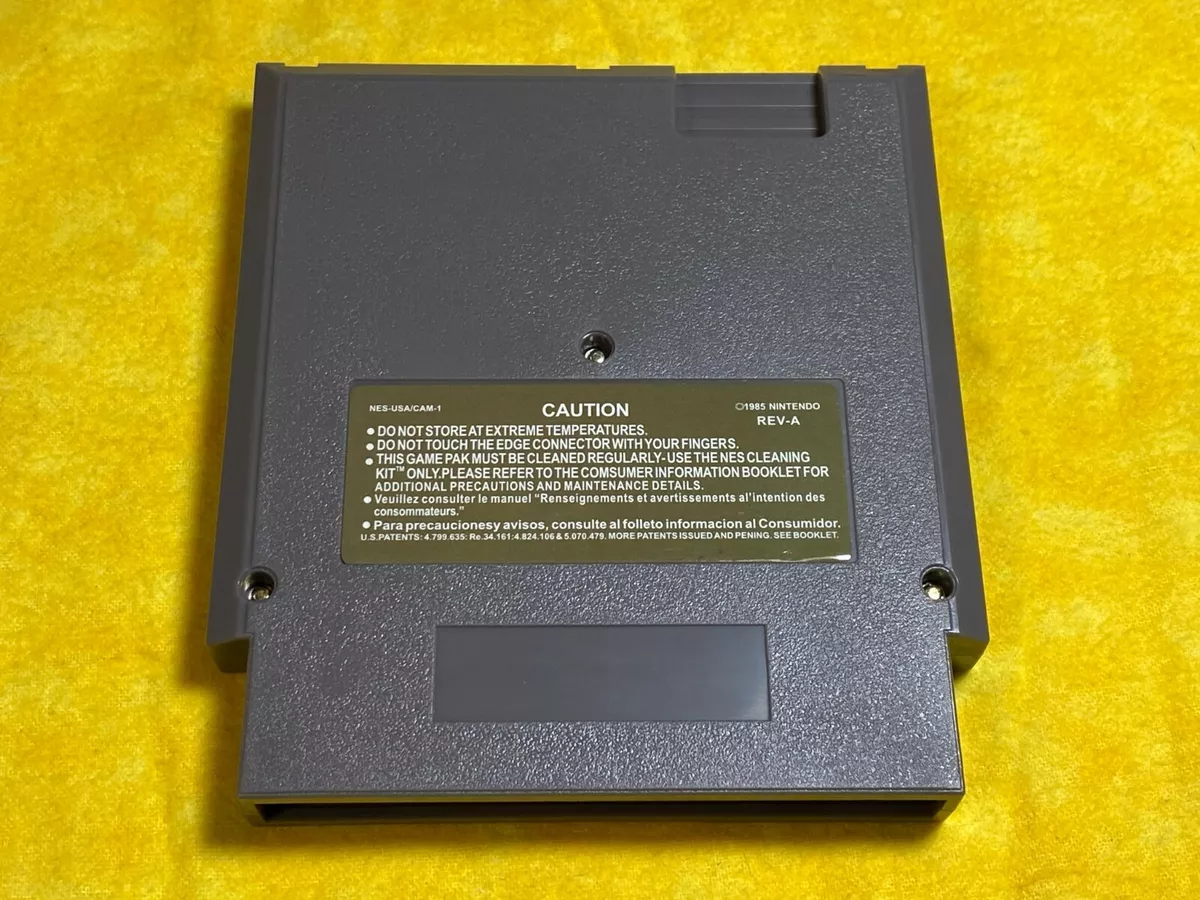 NES-USA/CAM-1 CAUTION ©1985 NINTENDO
REV-A
• DO NOT STORE AT EXTREME TEMPERATURES.
• DO NOT TOUCH THE EDGE CONNECTOR WITH YOUR FINGERS.
• THIS GAME PAK MUST BE CLEANED REGULARLY-USE THE NES CLEANING
KIT™ ONLY.PLEASE REFER TO THE COMSUMER INFORMATION BOOKLET FOR
ADDITIONAL PRECAUTIONS AND MAINTENANCE DETAILS.
• Veuillez consulter le manuel “Renseignements et avertissements al'intention des
consommateurs.”
• Para precaucionesy avisos, consulte al folleto informacion al Consumidor.
U.S.PATENTS: 4.799.635: Re.34.161:4.824.106 & 5.070.479. MORE PATENTS ISSUED AND PENING. SEE BOOKLET.